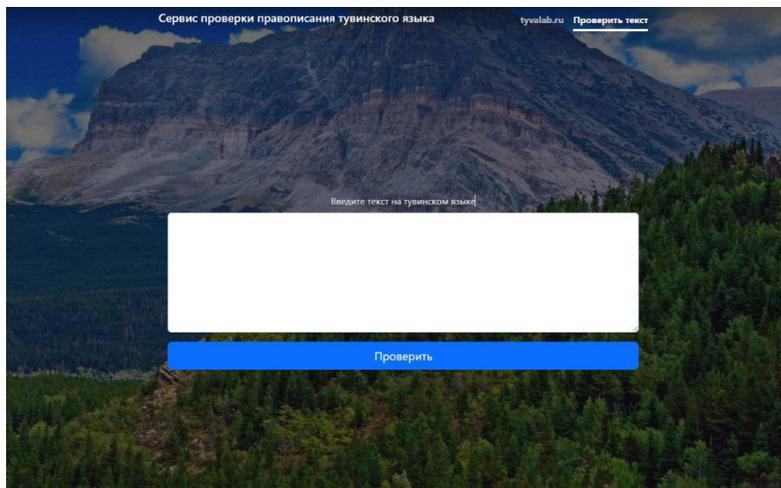 Сервис проверки правописания тувинского языка
tyvalab.ru Проверить текст
Введите текст на тувинском языке
Проверить